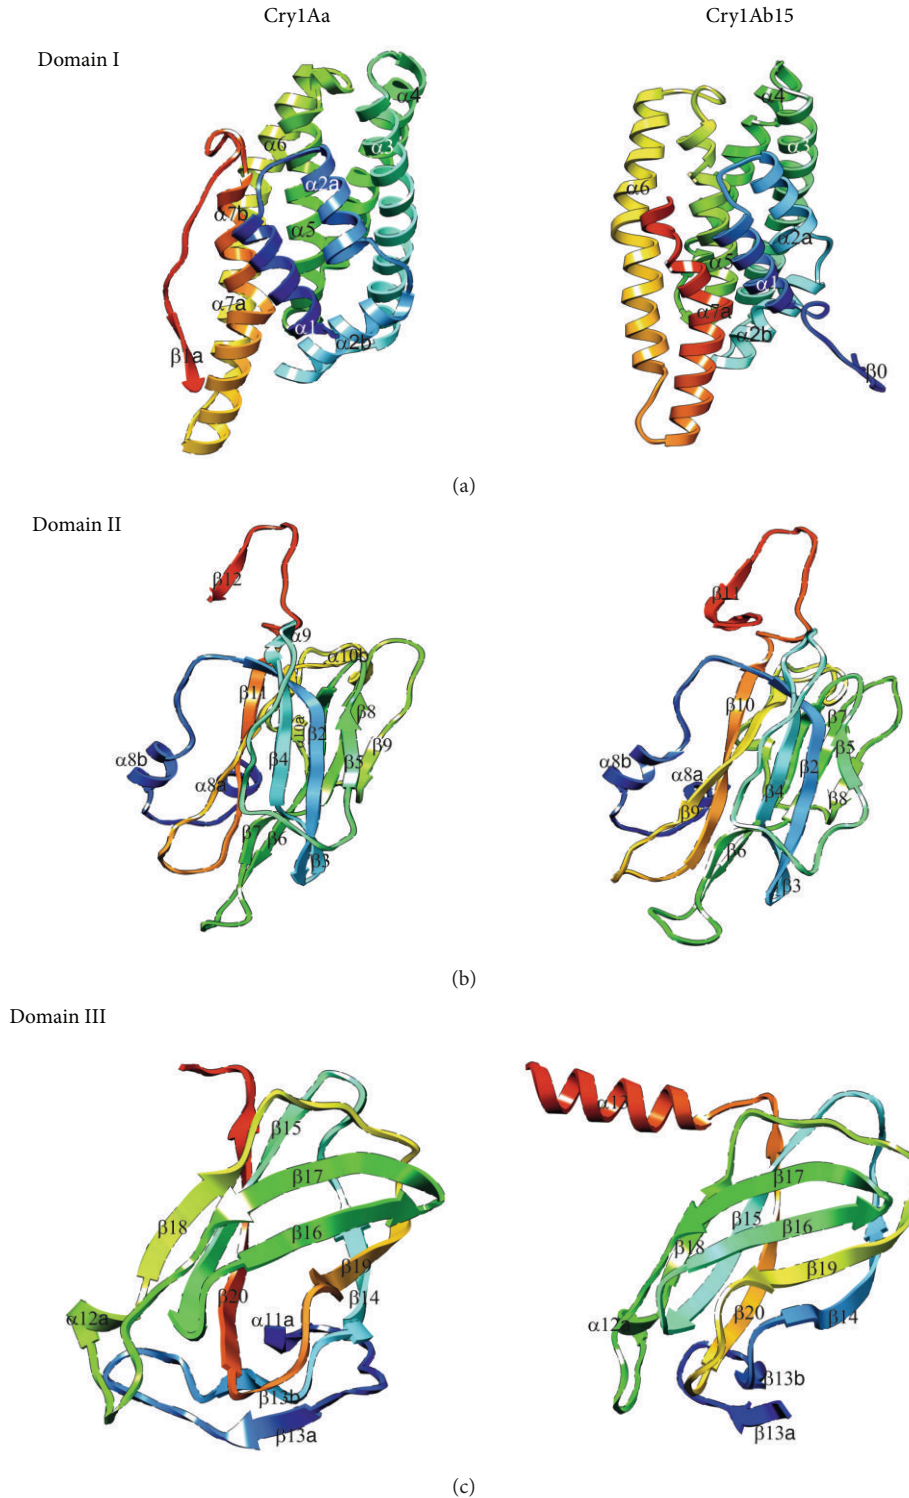 Cry1Aa
Cry1Ab15
Domain I
α4
α6
α3
α2a
α7b
α5
α7a
α1
α2b
β1a
α4
α3
α6
α2a
α5
α1
α7a
α2b
β0
(a)
Domain II
β12
α9
α10b
β11
β8
β2
β9
α8b
β4
α8a
β5
β6
β3
β11
β10
β7
β5
α8b
β2
α8a
β4
β9
β8
β6
β3
(b)
Domain III
β15
β17
β18
β16
β19
β20
β14
α12a
α11a
β13b
β13a
α13
β17
β15
β16
β18
β19
β20
β14
β13b
β13a
(c)